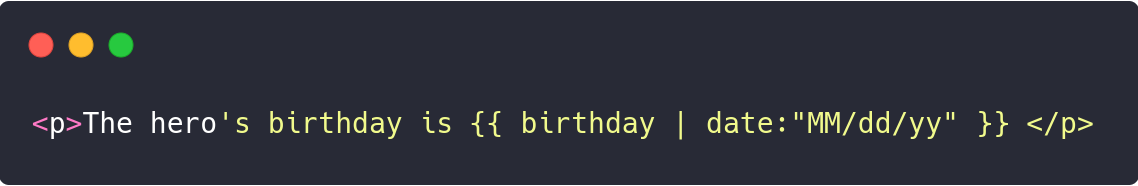 <p>The hero's birthday is {{ birthday | date:"MM/dd/yy" }} </p>